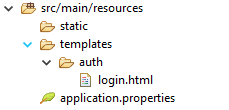 src/main/resources
static
templates
auth
login.html
application.properties